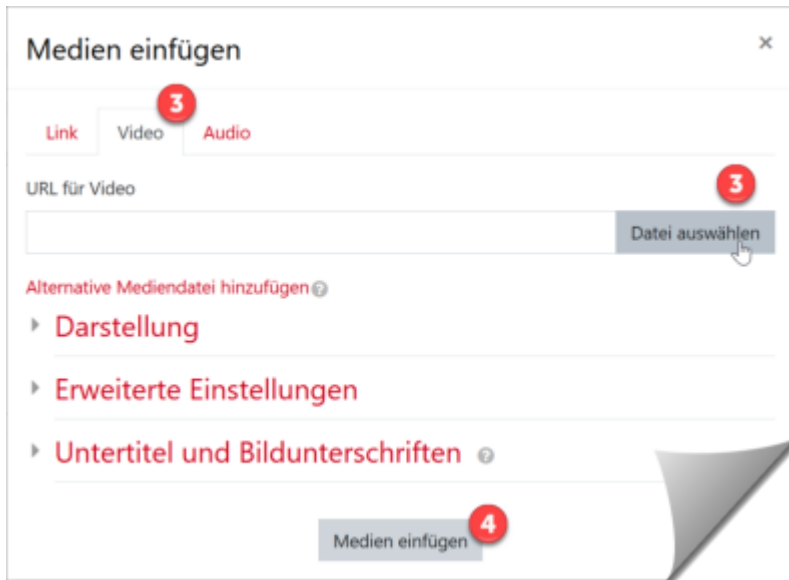 Medien einfügen ×
3
Link Video Audio
URL für Video
3
Datei auswählen
Alternative Mediendatei hinzufügen ?
Darstellung
Erweiterte Einstellungen
Untertitel und Bildunterschriften ?
4
Medien einfügen